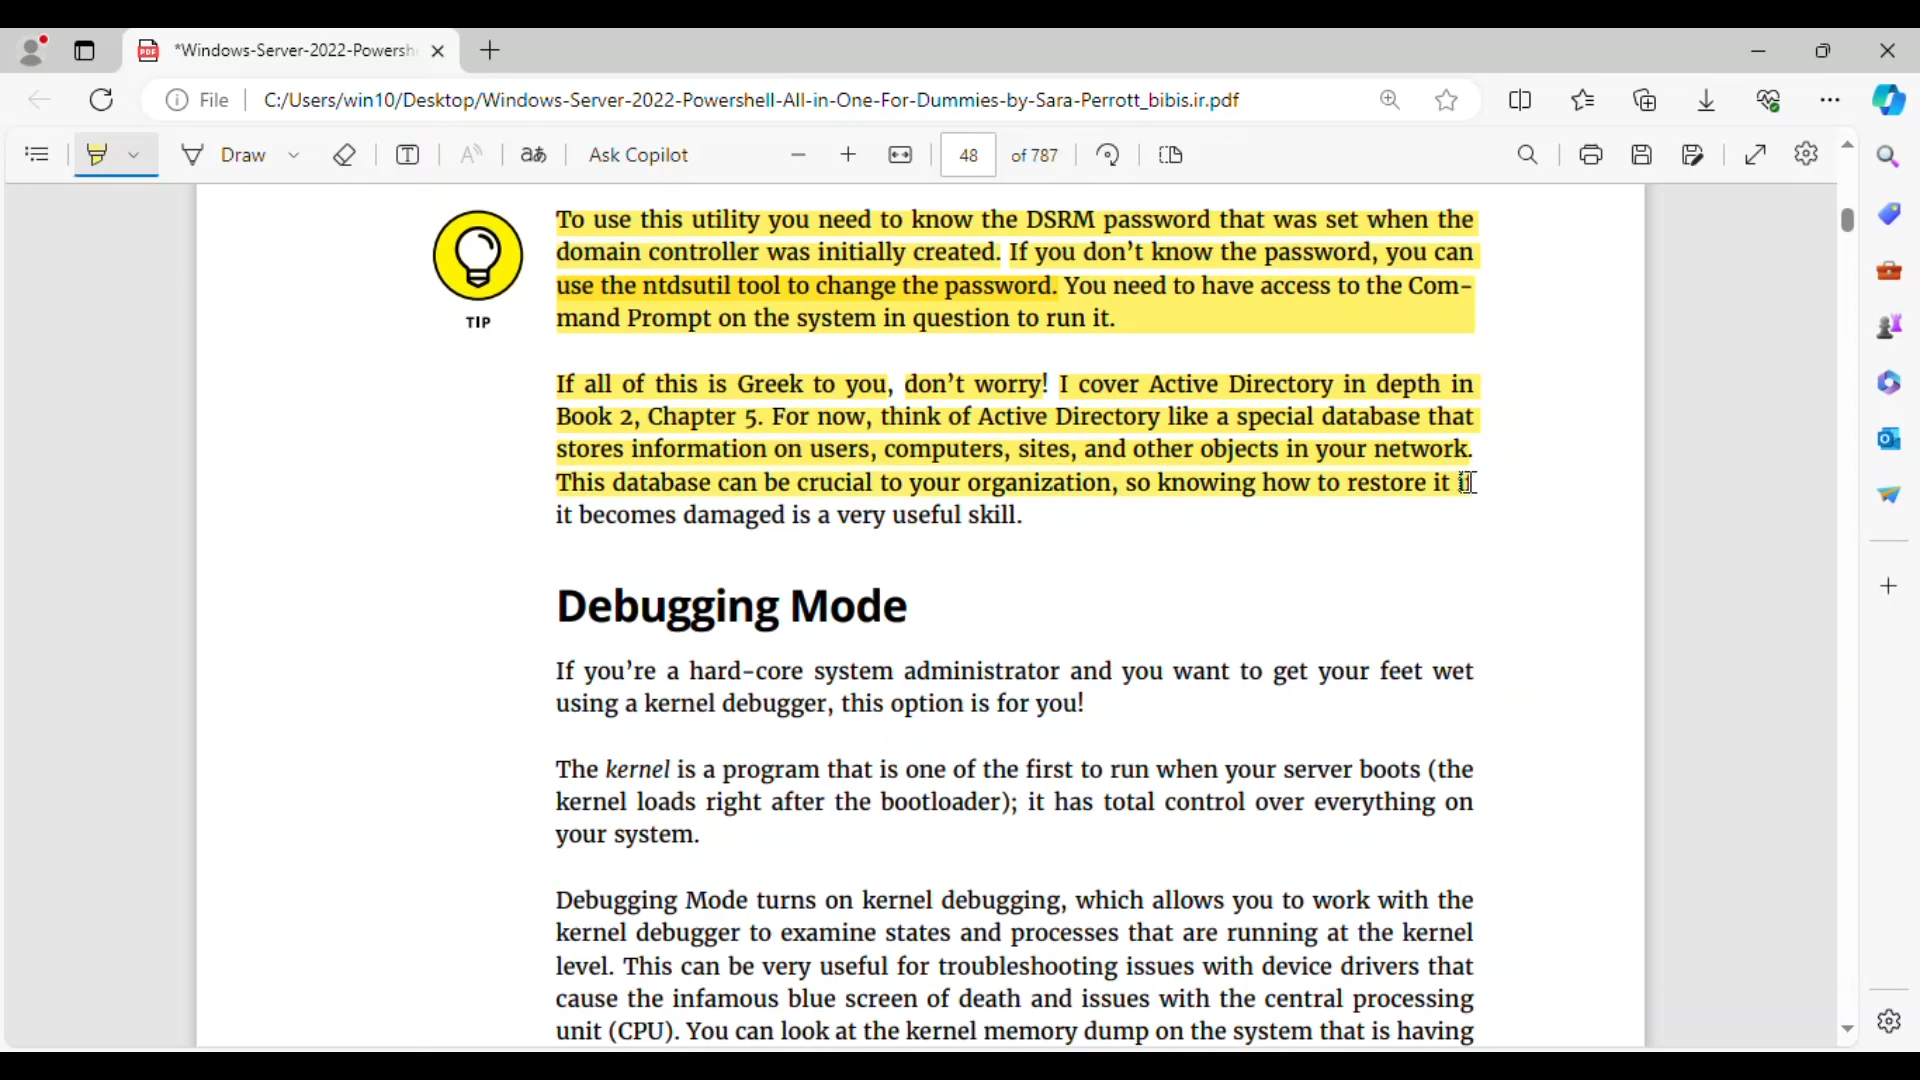 *Windows-Server-2022-Powersh
File
C:/Users/win10/Desktop/Windows-Server-2022-Powershell-All-in-One-For-Dummies-by-Sara-Perrott_bibis.ir.pdf
Draw
Ask Copilot
48 of 787
To use this utility you need to know the DSRM password that was set when the
domain controller was initially created. If you don’t know the password, you can
use the ntdsutil tool to change the password. You need to have access to the Com-
mand Prompt on the system in question to run it.
TIP
If all of this is Greek to you, don’t worry! I cover Active Directory in depth in
Book 2, Chapter 5. For now, think of Active Directory like a special database that
stores information on users, computers, sites, and other objects in your network.
This database can be crucial to your organization, so knowing how to restore it if
it becomes damaged is a very useful skill.
Debugging Mode
If you’re a hard-core system administrator and you want to get your feet wet
using a kernel debugger, this option is for you!
The kernel is a program that is one of the first to run when your server boots (the
kernel loads right after the bootloader); it has total control over everything on
your system.
Debugging Mode turns on kernel debugging, which allows you to work with the
kernel debugger to examine states and processes that are running at the kernel
level. This can be very useful for troubleshooting issues with device drivers that
cause the infamous blue screen of death and issues with the central processing
unit (CPU). You can look at the kernel memory dump on the system that is having